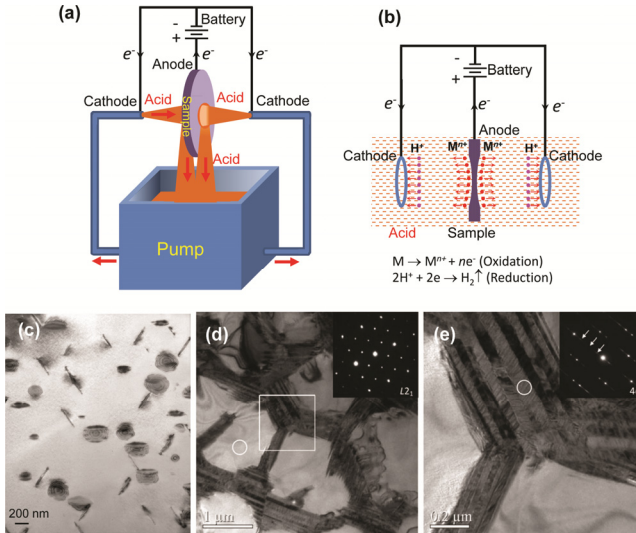 (a)
Battery
-
+
e-
e-
e-
Anode
Cathode
Acid
Sample
Acid
Cathode
Acid
Pump
(b)
-
+
Battery
e-
e-
e-
Anode
H+
Mn+
Mn+
H+
Cathode
Cathode
Acid
Sample
M → Mn+ + ne- (Oxidation)
2H+ + 2e → H2↑ (Reduction)
(c)
200 nm
(d)
L21
1 μm
(e)
4
0.2 μm